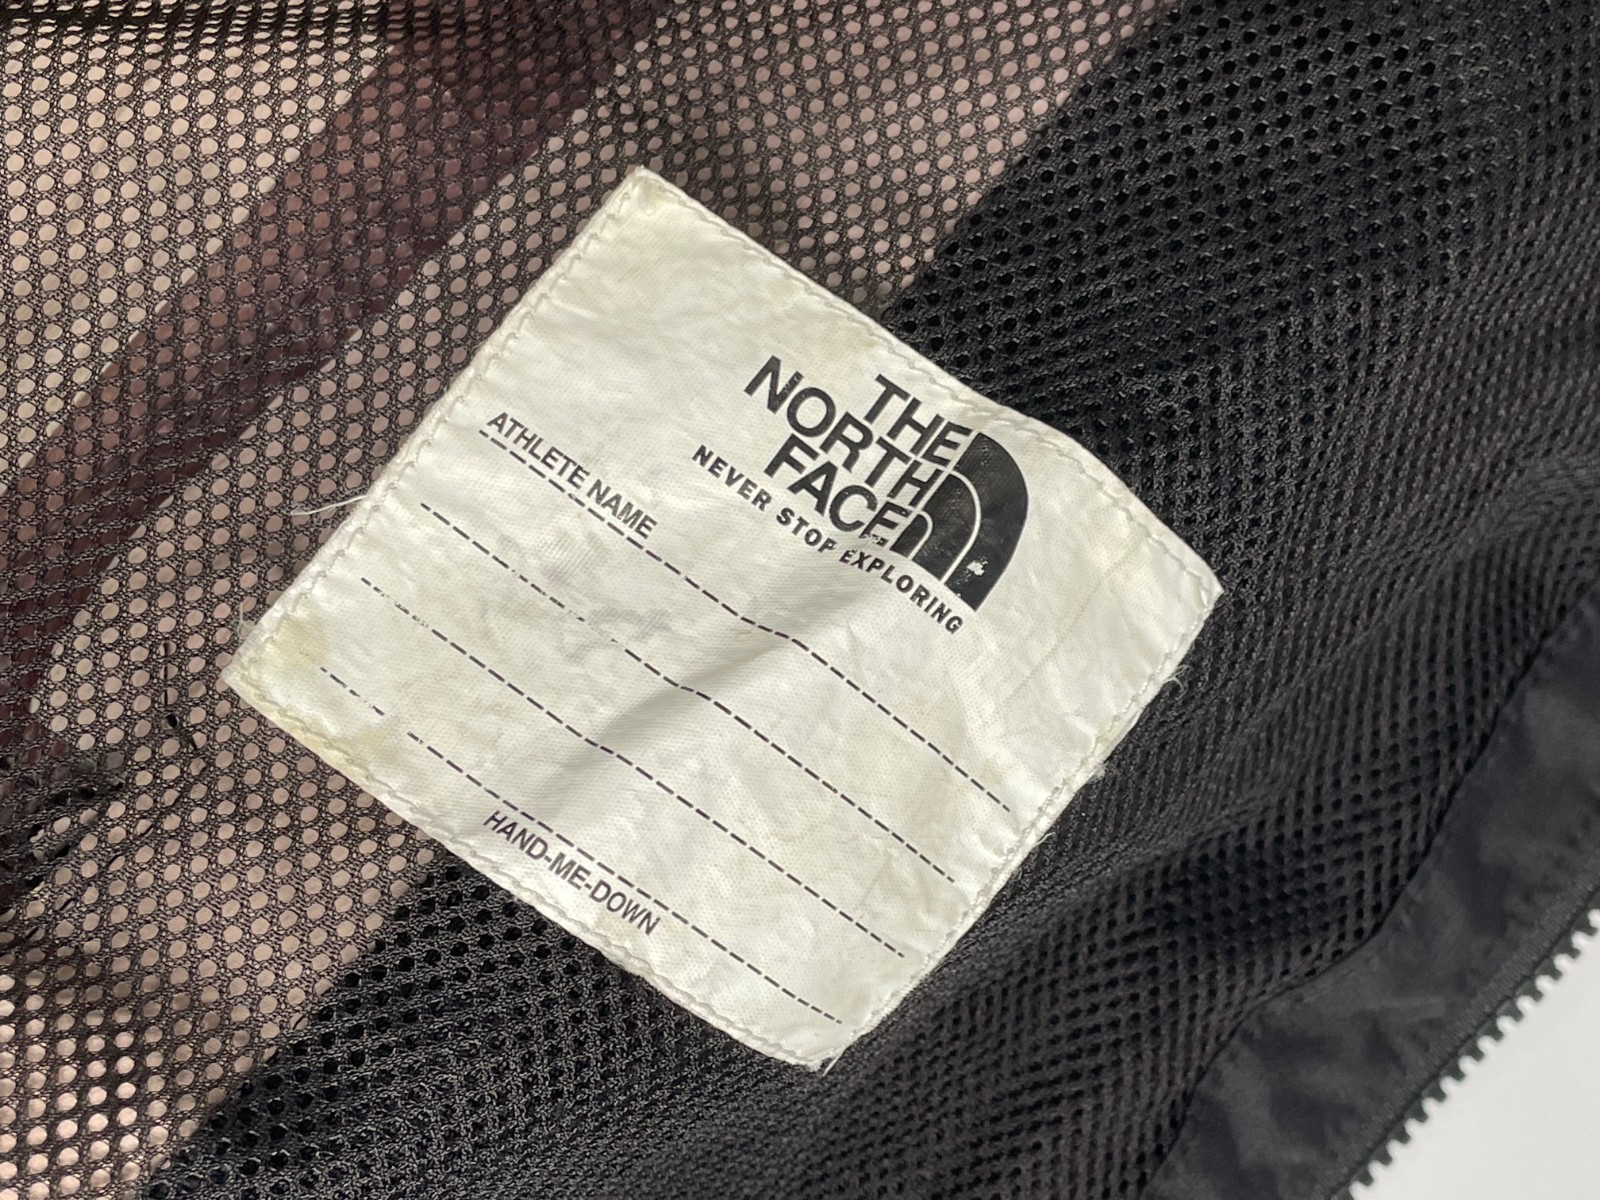 THE
NORTH
FACE
NEVER STOP EXPLORING
ATHLETE NAME
HAND-ME-DOWN